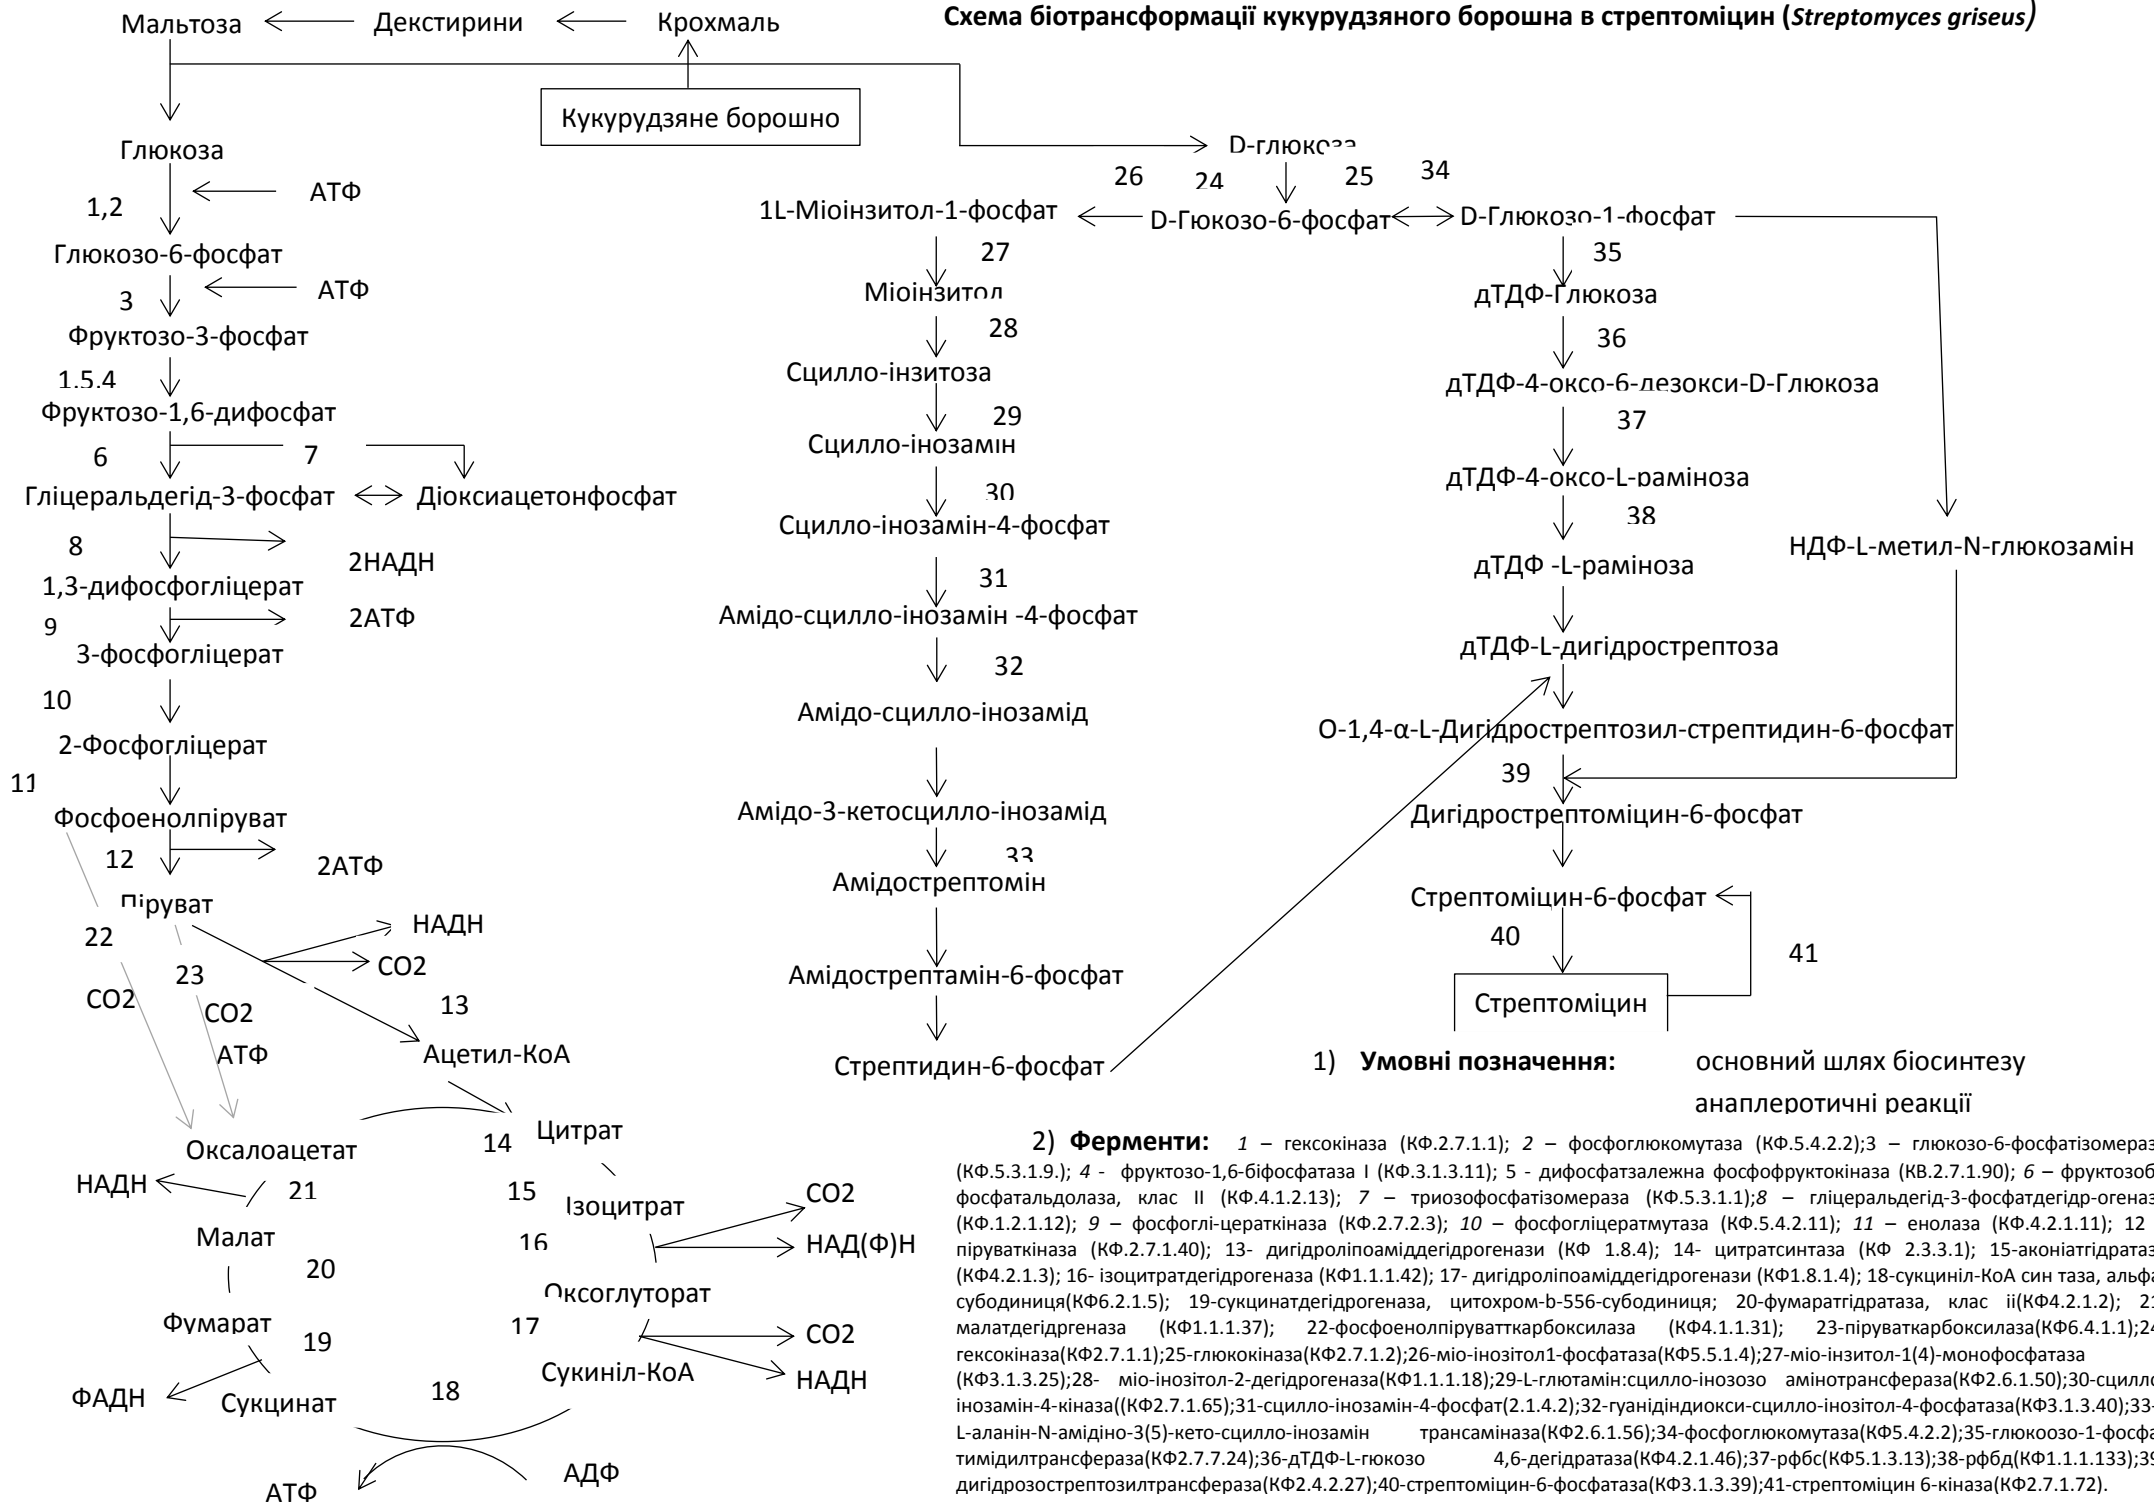 Схема біотрансформації кукурудзяного борошна в стрептоміцин (Streptomyces griseus)
Мальтоза
Декстирини
Крохмаль
Кукурудзяне борошно
Глюкоза
АТФ
1,2
Глюкозо-6-фосфат
АТФ
3
Фруктозо-3-фосфат
1.5.4
Фруктозо-1,6-дифосфат
6
7
Гліцеральдегід-3-фосфат
Діоксиацетонфосфат
8
2НАДН
1,3-дифосфогліцерат
2АТФ
9
3-фосфогліцерат
10
2-Фосфогліцерат
11
Фосфоенолпіруват
12
2АТФ
Піруват
НАДН
22
CO2
23
CO2
13
CO2
АТФ
Ацетил-КоА
Цитрат
14
Оксалоацетат
НАДН
21
15
Ізоцитрат
CO2
Малат
16
НАД(Ф)Н
20
Оксоглуторат
Фумарат
17
CO2
19
Сукиніл-КоА
НАДН
ФАДН
18
Сукцинат
АДФ
АТФ
D-глюкоза
26
24
25
34
1L-Міоінзитол-1-фосфат
D-Гюкозо-6-фосфат
D-Глюкозо-1-фосфат
27
Міоінзитол
28
Сцилло-інзитоза
29
Сцилло-інозамін
30
Сцилло-інозамін-4-фосфат
31
Амідо-сцилло-інозамін -4-фосфат
32
Амідо-сцилло-інозамід
Амідо-3-кетосцилло-інозамід
33
Амідострептомін
Амідострептамін-6-фосфат
Стрептидин-6-фосфат
35
дТДФ-Глюкоза
36
дТДФ-4-оксо-6-дезокси-D-Глюкоза
37
дТДФ-4-оксо-L-раміноза
38
НДФ-L-метил-N-глюкозамін
дТДФ -L-раміноза
дТДФ-L-дигідрострептоза
О-1,4-α-L-Дигідрострептозил-стрептидин-6-фосфат
39
Дигідрострептоміцин-6-фосфат
Стрептоміцин-6-фосфат
40
41
Стрептоміцин
1) Умовні позначення: основний шлях біосинтезу
анаплеротичні реакції
2) Ферменти: 1 – гексокіназа (КФ.2.7.1.1); 2 – фосфоглюкомутаза (КФ.5.4.2.2);3 – глюкозо-6-фосфатізомераз
(КФ.5.3.1.9.); 4 - фруктозо-1,6-біфосфатаза I (КФ.3.1.3.11); 5 - дифосфатзалежна фосфофруктокіназа (КВ.2.7.1.90); 6 – фруктозоб
фосфатальдолаза, клас II (КФ.4.1.2.13); 7 – триозофосфатізомераза (КФ.5.3.1.1);8 – гліцеральдегід-3-фосфатдегідр-огеназ
(КФ.1.2.1.12); 9 – фосфоглі-цераткіназа (КФ.2.7.2.3); 10 – фосфогліцератмутаза (КФ.5.4.2.11); 11 – енолаза (КФ.4.2.1.11); 12
піруваткіназа (КФ.2.7.1.40); 13- дигідроліпоаміддегідрогенази (КФ 1.8.4); 14- цитратсинтаза (КФ 2.3.3.1); 15-аконіатгідратаз
(КФ4.2.1.3); 16- ізоцитратдегідрогеназа (КФ1.1.1.42); 17- дигідроліпоаміддегідрогенази (КФ1.8.1.4); 18-сукциніл-КоА син таза, альфа
субодиниця(КФ6.2.1.5); 19-сукцинатдегідрогеназа, цитохром-b-556-субодиниця; 20-фумаратгідратаза, клас ii(КФ4.2.1.2); 21
малатдегідргеназа (КФ1.1.1.37); 22-фосфоенолпіруватткарбоксилаза (КФ4.1.1.31); 23-піруваткарбоксилаза(КФ6.4.1.1);24
гексокіназа(КФ2.7.1.1);25-глюкокіназа(КФ2.7.1.2);26-міо-інозітол1-фосфатаза(КФ5.5.1.4);27-міо-інзитол-1(4)-монофосфатаза
(КФ3.1.3.25);28- міо-інозітол-2-дегідрогеназа(КФ1.1.1.18);29-L-глютамін:сцилло-інозозо амінотрансфераза(КФ2.6.1.50);30-сцилло
інозамін-4-кіназа((КФ2.7.1.65);31-сцилло-інозамін-4-фосфат(2.1.4.2);32-гуанідіндиокси-сцилло-інозітол-4-фосфатаза(КФ3.1.3.40);33-
L-аланін-N-амідіно-3(5)-кето-сцилло-інозамін трансаміназа(КФ2.6.1.56);34-фосфоглюкомутаза(КФ5.4.2.2);35-глюкоозо-1-фосфа
тимідилтрансфераза(КФ2.7.7.24);36-дТДФ-L-гюкозо 4,6-дегідратаза(КФ4.2.1.46);37-рфбс(КФ5.1.3.13);38-рфбд(КФ1.1.1.133);39
дигідрозострептозилтрансфераза(КФ2.4.2.27);40-стрептоміцин-6-фосфатаза(КФ3.1.3.39);41-стрептоміцин 6-кіназа(КФ2.7.1.72).